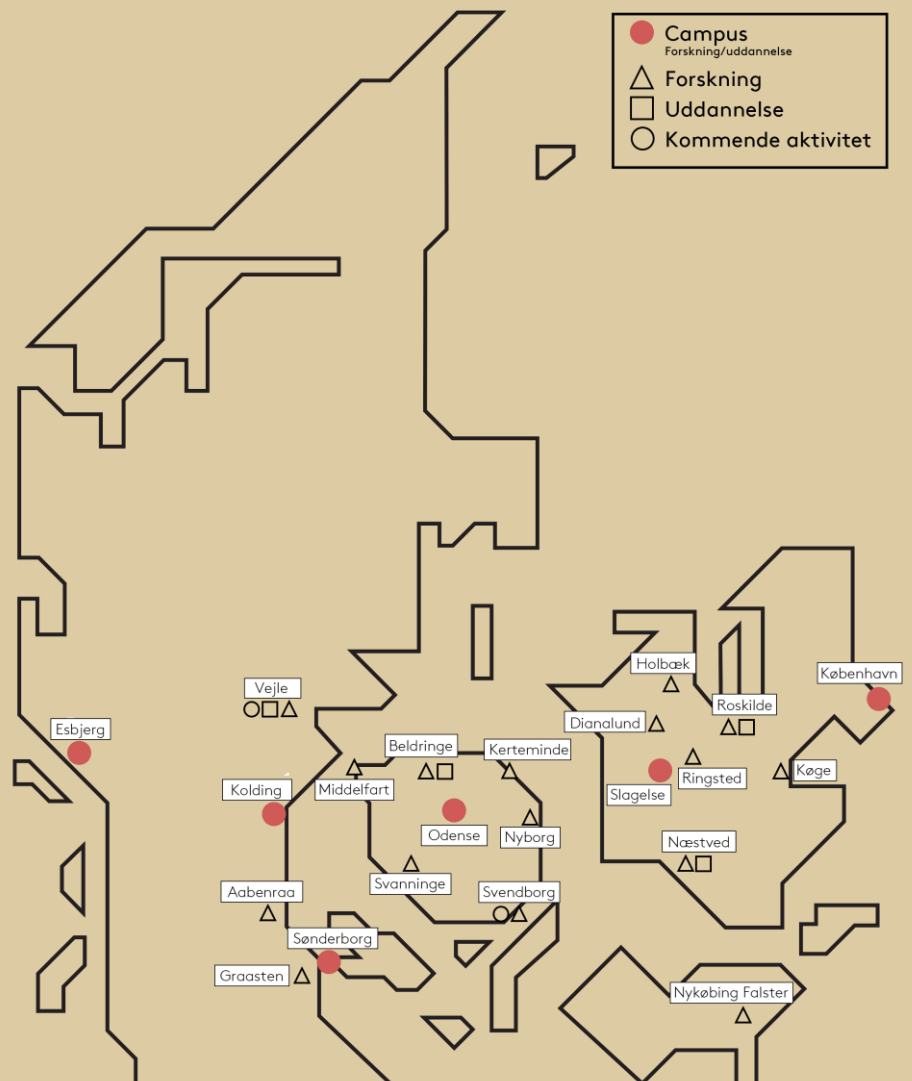 Campus
Forskning/uddannelse
Forskning
Uddannelse
Kommende aktivitet
Holbæk
København
Vejle
Roskilde
Dianalund
Esbjerg
Beldringe
Kerteminde
Ringsted
Køge
Kolding
Middelfart
Slagelse
Odense
Nyborg
Næstved
Svanninge
Aabenraa
Svendborg
Sønderborg
Graasten
Nykøbing Falster